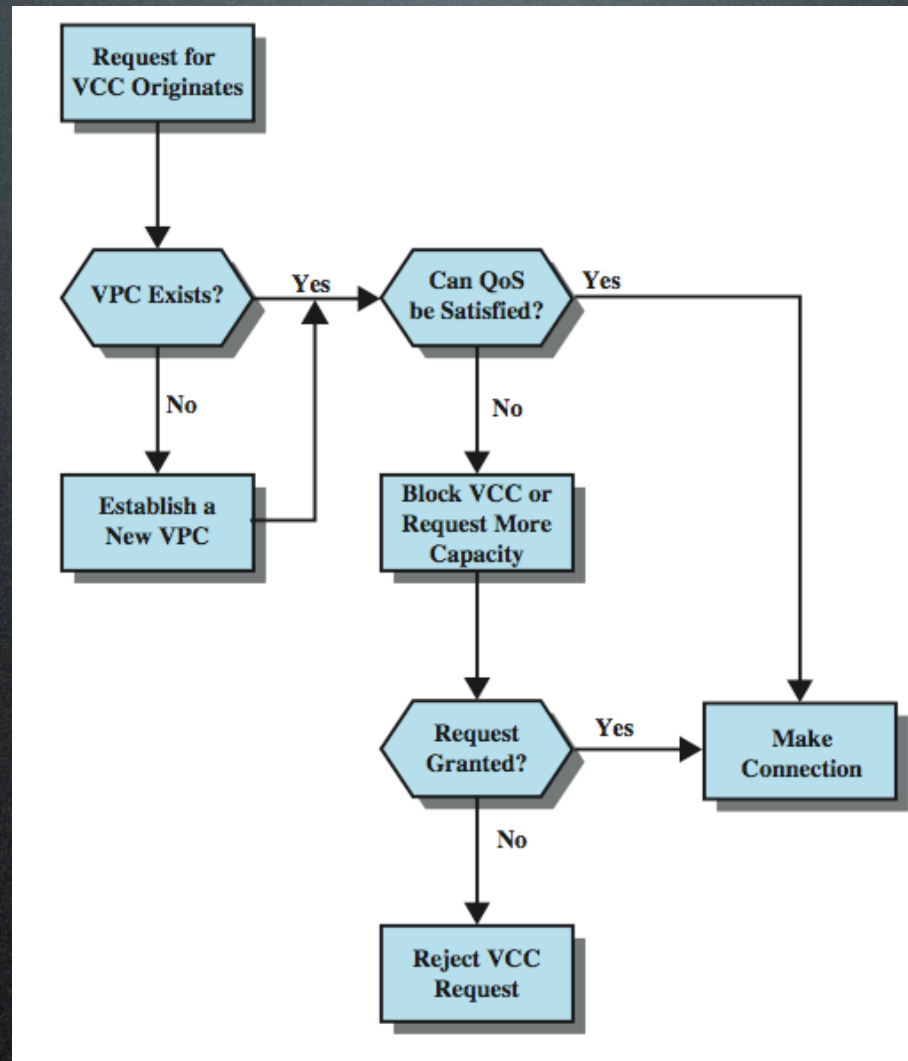 Request for
VCC Originates
VPC Exists?
Yes
Can QoS
be Satisfied?
Yes
No
No
Establish a
New VPC
Block VCC or
Request More
Capacity
Request
Granted?
Yes
Make
Connection
No
Reject VCC
Request